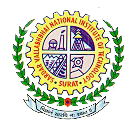 SARDAR VALLABHBHAI NATIONAL INSTITUTE OF TECHNOLOGY
SURAT